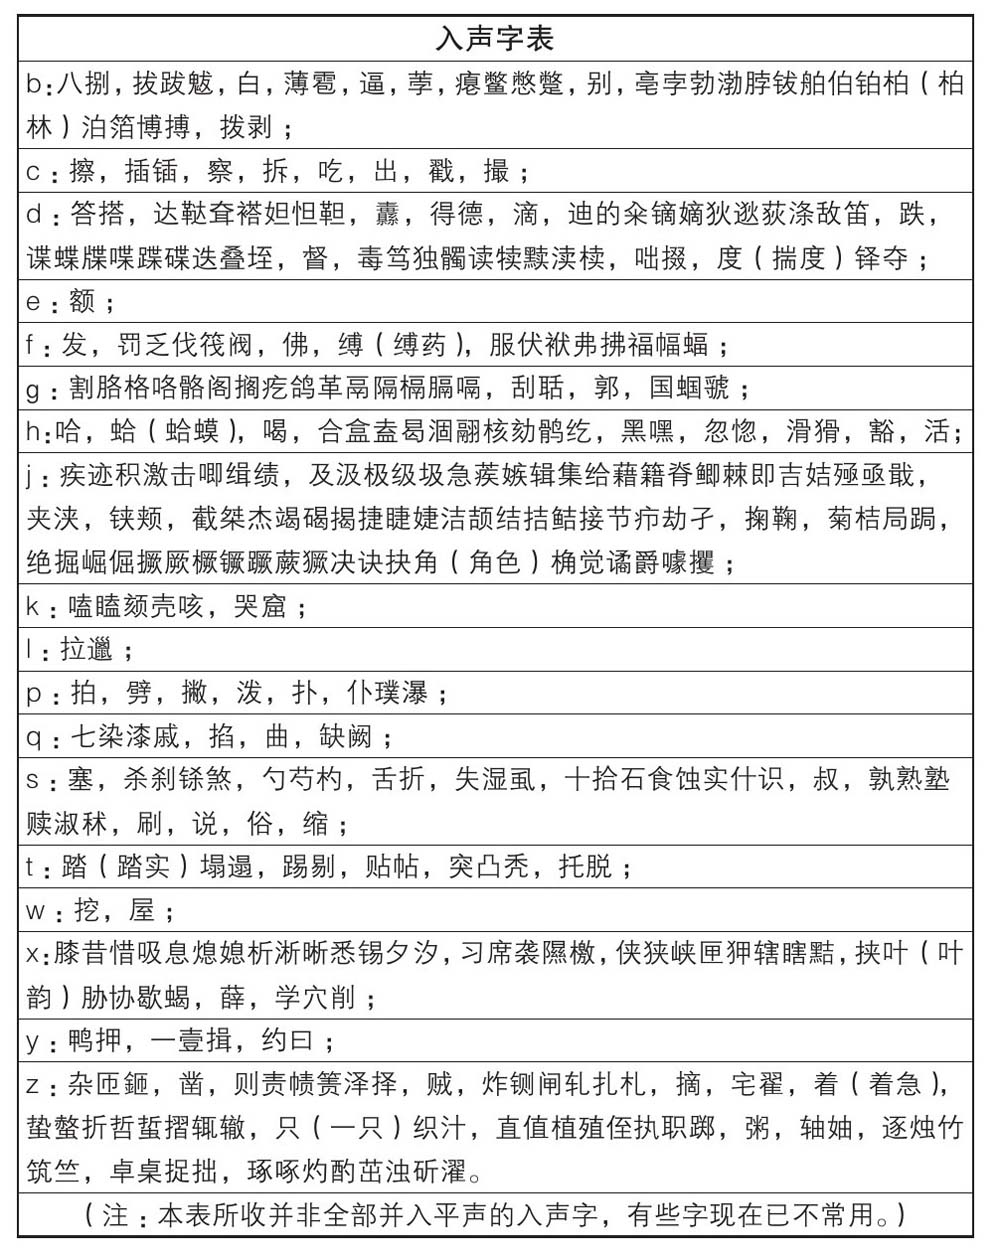 入声字表
b:八捌,拔跋魃,白,薄雹,逼,荸,瘪鳖憋蹩,别,亳孛勃渤脖钹舶伯铂柏(柏
林)泊箔博搏,拨剥;
c:擦,插锸,察,拆,吃,出,戳,撮;
d:答搭,达鞑耷褡妲怛靼,纛,得德,滴,迪的籴镝嫡狄逖荻涤敌笛,跌,
谍蝶牒喋蹀碟迭叠垤,督,毒笃独髑读犊黩渎椟,咄掇,度(揣度)铎夺;
e:额;
f:发,罚乏伐筏阀,佛,缚(缚药),服伏袱弗拂福幅蝠;
g:割胳格咯骼阁搁疙鸽革鬲隔槅膈嗝,刮聒,郭,国蝈虢;
h:哈,蛤(蛤蟆),喝,合盒盍曷涸翮核劾鹖纥,黑嘿,忽惚,滑猾,豁,活;
j:疾迹积激击唧缉绩,及汲极级圾急蒺嫉辑集给藉籍脊鲫棘即吉姞殛亟戢,
夹浃,铗颊,截桀杰竭碣揭捷睫婕洁颉结拮鲒接节疖劫孑,掬鞠,菊桔局跼,
绝掘崛倔撅厥橛镢蹶蕨獗决诀抉角(角色)桷觉谲爵噱攫;
k:嗑瞌颏壳咳,哭窟;
l:拉邋;
p:拍,劈,撇,泼,扑,仆璞瀑;
q:七染漆戚,掐,曲,缺阙;
s:塞,杀刹铩煞,勺芍杓,舌折,失湿虱,十拾石食蚀实什识,叔,孰熟塾
赎淑秫,刷,说,俗,缩;
t:踏(踏实)塌遢,踢剔,贴帖,突凸秃,托脱;
w:挖,屋;
x:膝昔惜吸息熄媳析淅晰悉锡夕汐,习席袭隰檄,侠狭峡匣狎辖瞎黠,挟叶(叶
韵)胁协歇蝎,薛,学穴削;
y:鸭押,一壹揖,约曰;
z:杂匝鉔,凿,则责帻箦泽择,贼,炸铡闸轧扎札,摘,宅翟,着(着急),
蛰螫折哲蜇摺辄辙,只(一只)织汁,直值植殖侄执职踯,粥,轴妯,逐烛竹
筑竺,卓桌捉拙,琢啄灼酌茁浊斫濯。
(注:本表所收并非全部并入平声的入声字,有些字现在已不常用。)